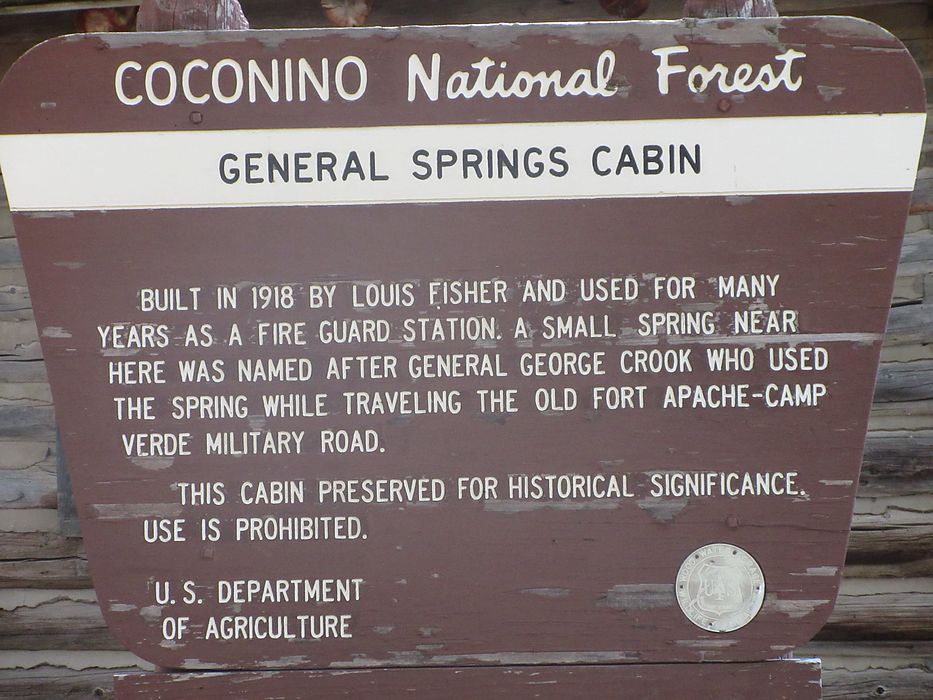 COCONINO National Forest
GENERAL SPRINGS CABIN
BUILT IN 1918 BY LOUIS FISHER AND USED FOR MANY
YEARS AS A FIRE GUARD STATION. A SMALL SPRING NEAR
HERE WAS NAMED AFTER GENERAL GEORGE CROOK WHO USED
THE SPRING WHILE TRAVELING THE OLD FORT APACHE-CAMP
VERDE MILITARY ROAD.
THIS CABIN PRESERVED FOR HISTORICAL SIGNIFICANCE.
USE IS PROHIBITED.
U.S. DEPARTMENT
OF AGRICULTURE
WOOD WATER